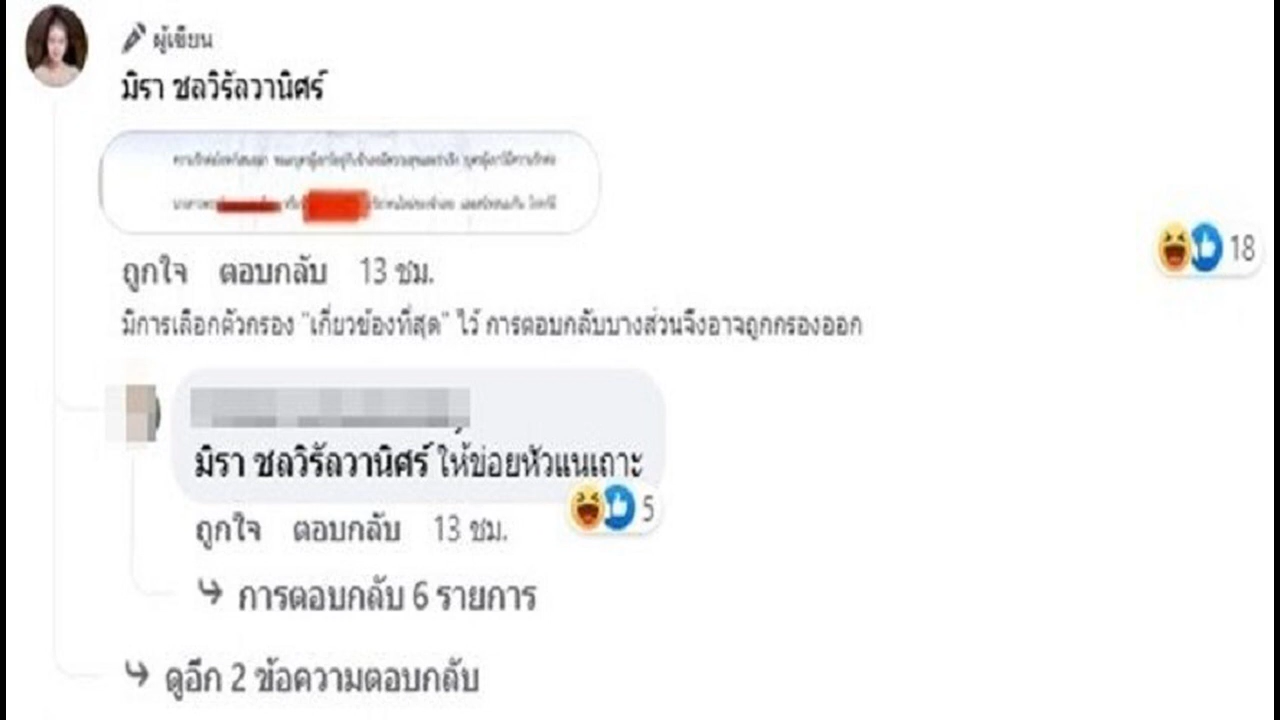 ผู้เขียน
มิรา ชลวิรัลวานิศร์
18
ถูกใจ ตอบกลับ 13 ชม.
มีการเลือกตัวกรอง "เกี่ยวข้องที่สุด" ไว้ การตอบกลับบางส่วนจึงอาจถูกกรองออก
มิรา ชลวิรัลวานิศร์ ให้ข่อยหัวแนเถาะ
5
ถูกใจ ตอบกลับ 13 ชม.
การตอบกลับ 6 รายการ
ดูอีก 2 ข้อความตอบกลับ